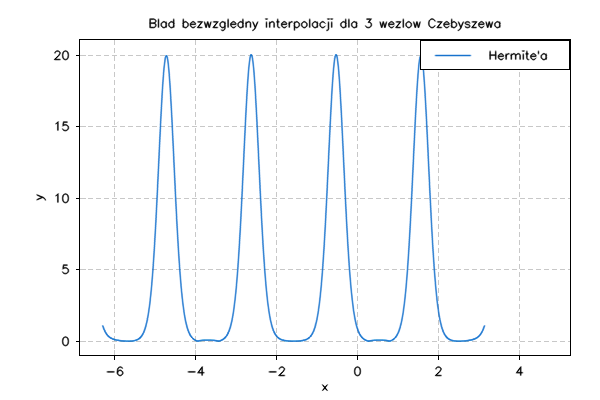 Blad bezwzgledny interpolacji dla 3 wezlow Czebyszewa
Hermite'a
20
15
10
5
0
y
−6 −4 −2 0 2 4
x